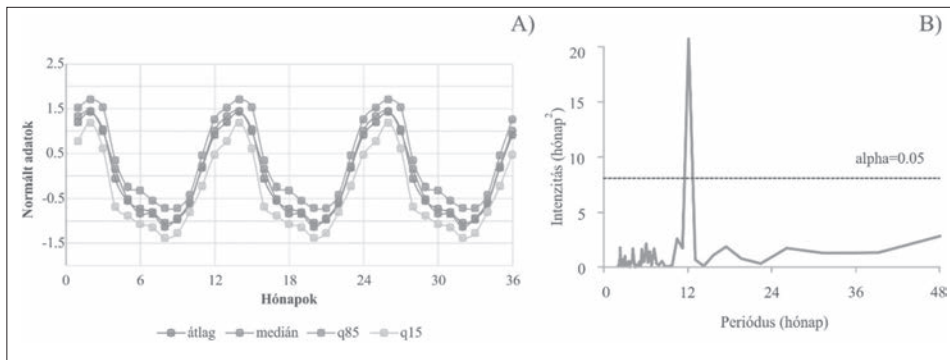 A)
2.5
1.5
0.5
-0.5
-1.5
0 6 12 18 24 30 36
Normált adatok
Hónapok
átlag medián q85 q15
B)
20
15
10
5
0
0 12 24 36 48
Intenzitás (hónap²)
alpha=0.05
Periódus (hónap)